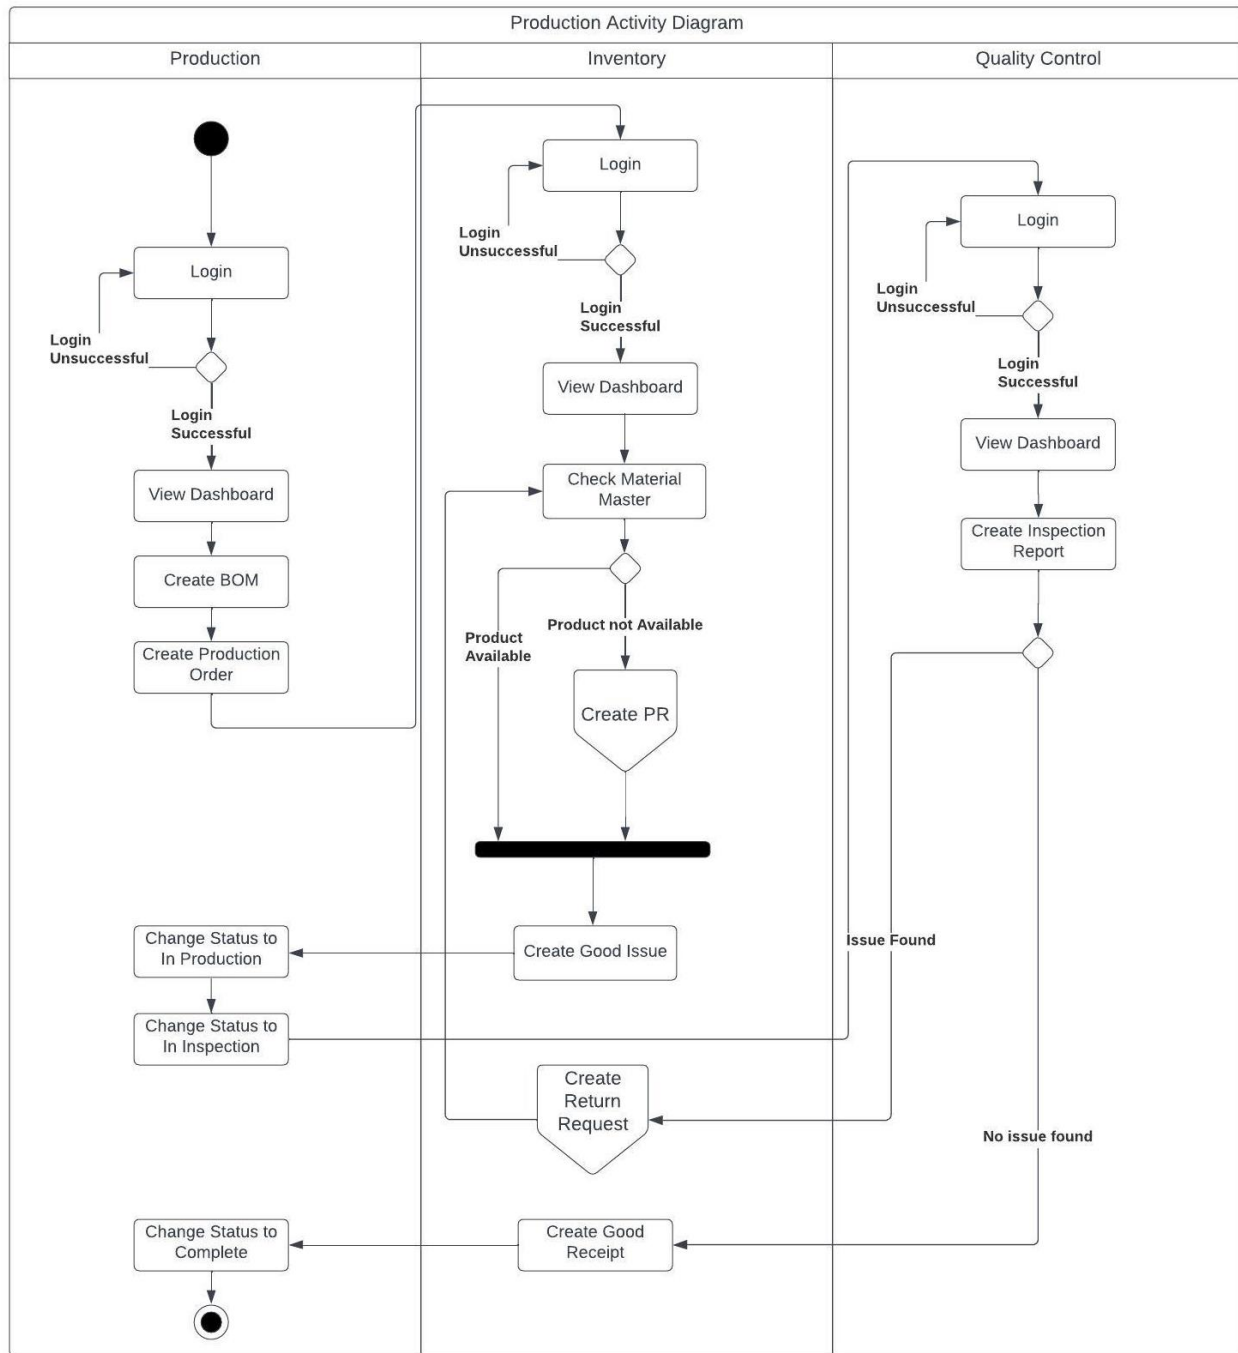 Production Activity Diagram
Production
Inventory
Quality Control
Login
Login
Unsuccessful
Login
Successful
View Dashboard
Create BOM
Create Production
Order
Change Status to
In Production
Change Status to
In Inspection
Change Status to
Complete
Login
Login
Unsuccessful
Login
Successful
View Dashboard
Check Material
Master
Product
Available
Product not Available
Create PR
Create Good Issue
Create
Return
Request
Create Good
Receipt
Login
Login
Unsuccessful
Login
Successful
View Dashboard
Create Inspection
Report
Issue Found
No issue found